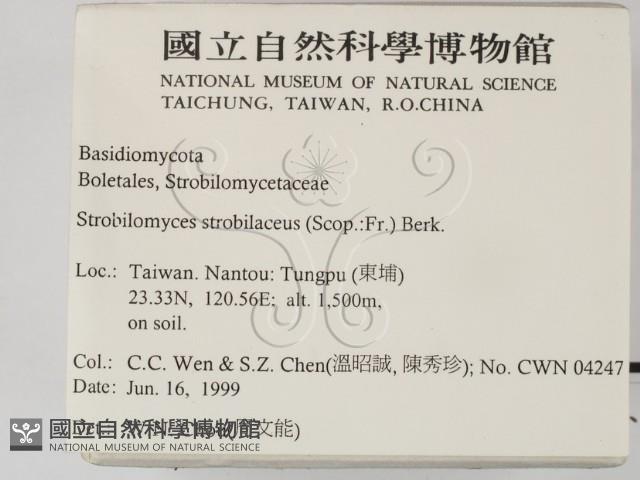 國立自然科學博物館
NATIONAL MUSEUM OF NATURAL SCIENCE
TAICHUNG, TAIWAN, R.O.CHINA
Basidiomycota
Boletales, Strobilomycetaceae
Strobilomyces strobilaceus (Scop.:Fr.) Berk.
Loc.: Taiwan. Nantou: Tungpu (東埔)
23.33N, 120.56E: alt. 1,500m,
on soil.
Col.: C.C. Wen & S.Z. Chen(溫昭誠, 陳秀珍); No. CWN 04247
Date: Jun. 16, 1999
文能)
國立自然科學博物館
NATIONAL MUSEUM OF NATURAL SCIENCE